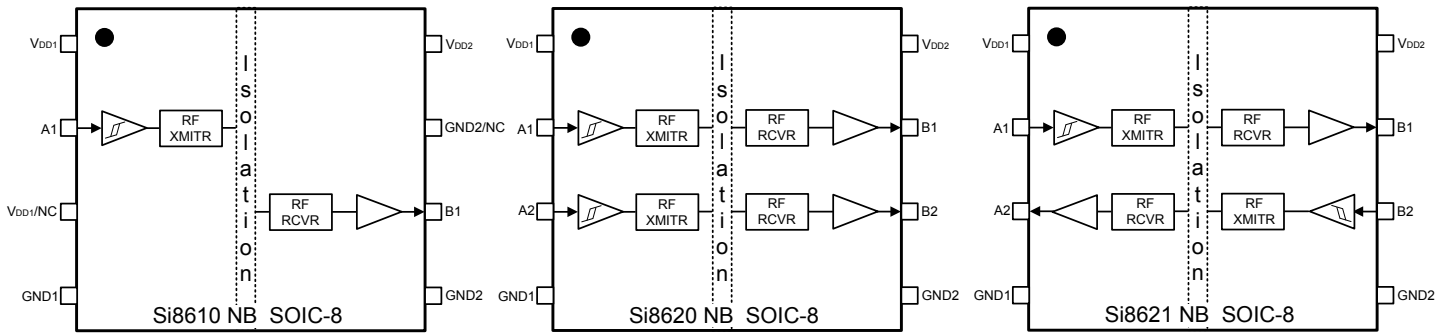 VDD1
VDD2
A1
RF XMITR
GND2/NC
VDD1/NC
RF RCVR
B1
GND1
GND2
Isolation
Si8610 NB SOIC-8
VDD1
VDD2
A1
RF XMITR
RF RCVR
B1
A2
RF XMITR
RF RCVR
B2
GND1
GND2
Isolation
Si8620 NB SOIC-8
VDD1
VDD2
A1
RF XMITR
RF RCVR
B1
A2
RF RCVR
RF XMITR
B2
GND1
GND2
Isolation
Si8621 NB SOIC-8